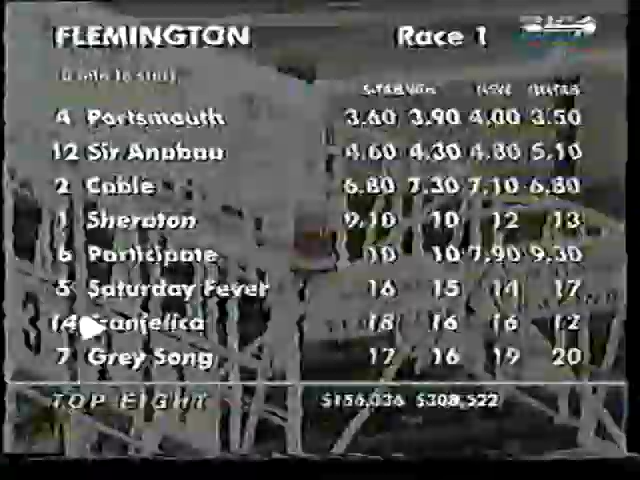 FLEMINGTON Race 1
4 Portsmouth 3.60 3.90 4.00 3.50
12 Sir Anubau 4.60 4.30 4.80 5.10
2 Cable 6.80 7.30 7.10 6.80
1 Sheraton 9.10 10 12 13
6 Participate 10 10 7.90 9.30
5 Saturday Fever 16 15 14 17
14 18 16 16 12
7 Grey Song 17 16 19 20
TOP EIGHT $308,522